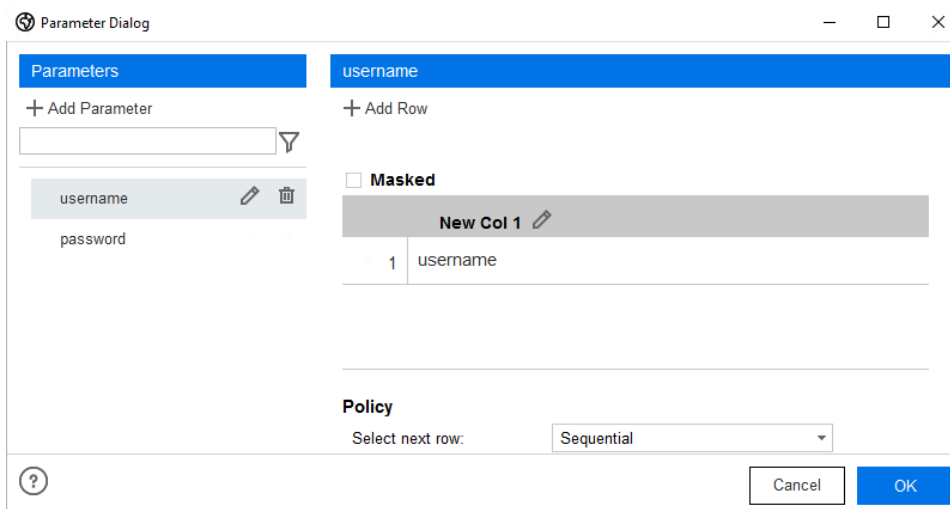 Parameter Dialog
Parameters
username
Add Parameter
Add Row
Masked
username
password
New Col 1
1 username
Policy
Select next row: Sequential
?
Cancel OK